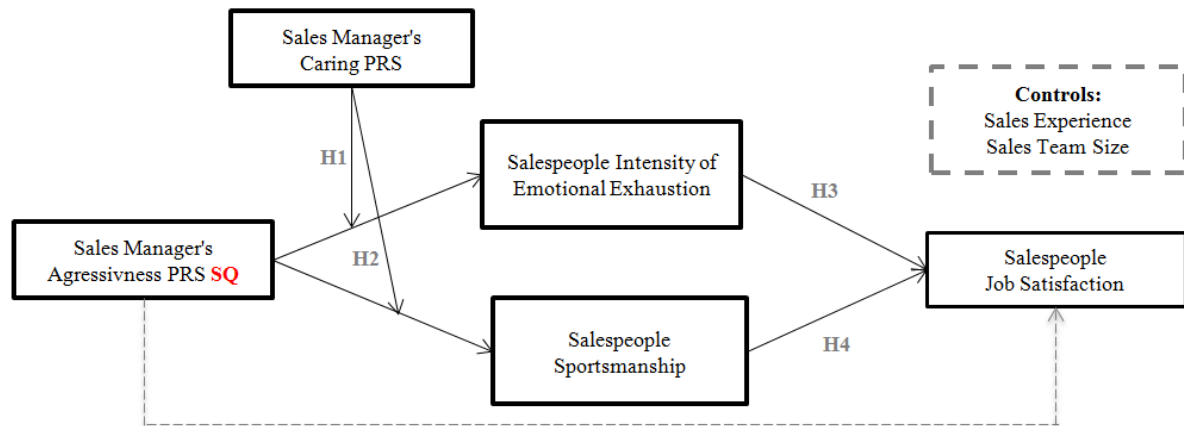 Sales Manager's
Caring PRS
Controls:
Sales Experience
Sales Team Size
H1
Salespeople Intensity of
Emotional Exhaustion
H3
Sales Manager's
Agressivness PRS SQ
H2
Salespeople
Job Satisfaction
Salespeople
Sportsmanship
H4